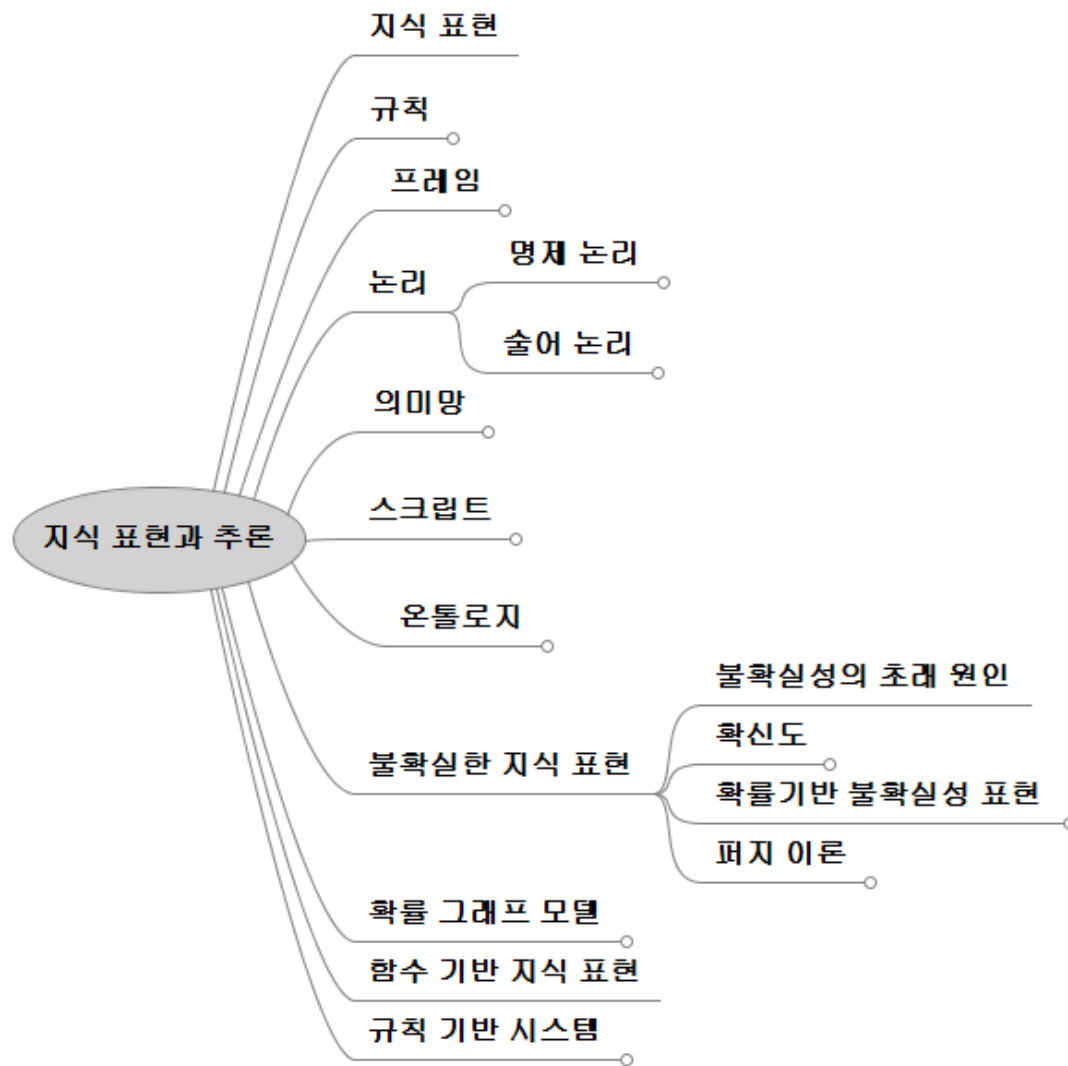 지식 표현
규칙
프레임
논리
명제 논리
술어 논리
의미망
스크립트
지식 표현과 추론
온톨로지
불확실한 지식 표현
불확실성의 초래 원인
확신도
확률기반 불확실성 표현
퍼지 이론
확률 그래프 모델
함수 기반 지식 표현
규칙 기반 시스템